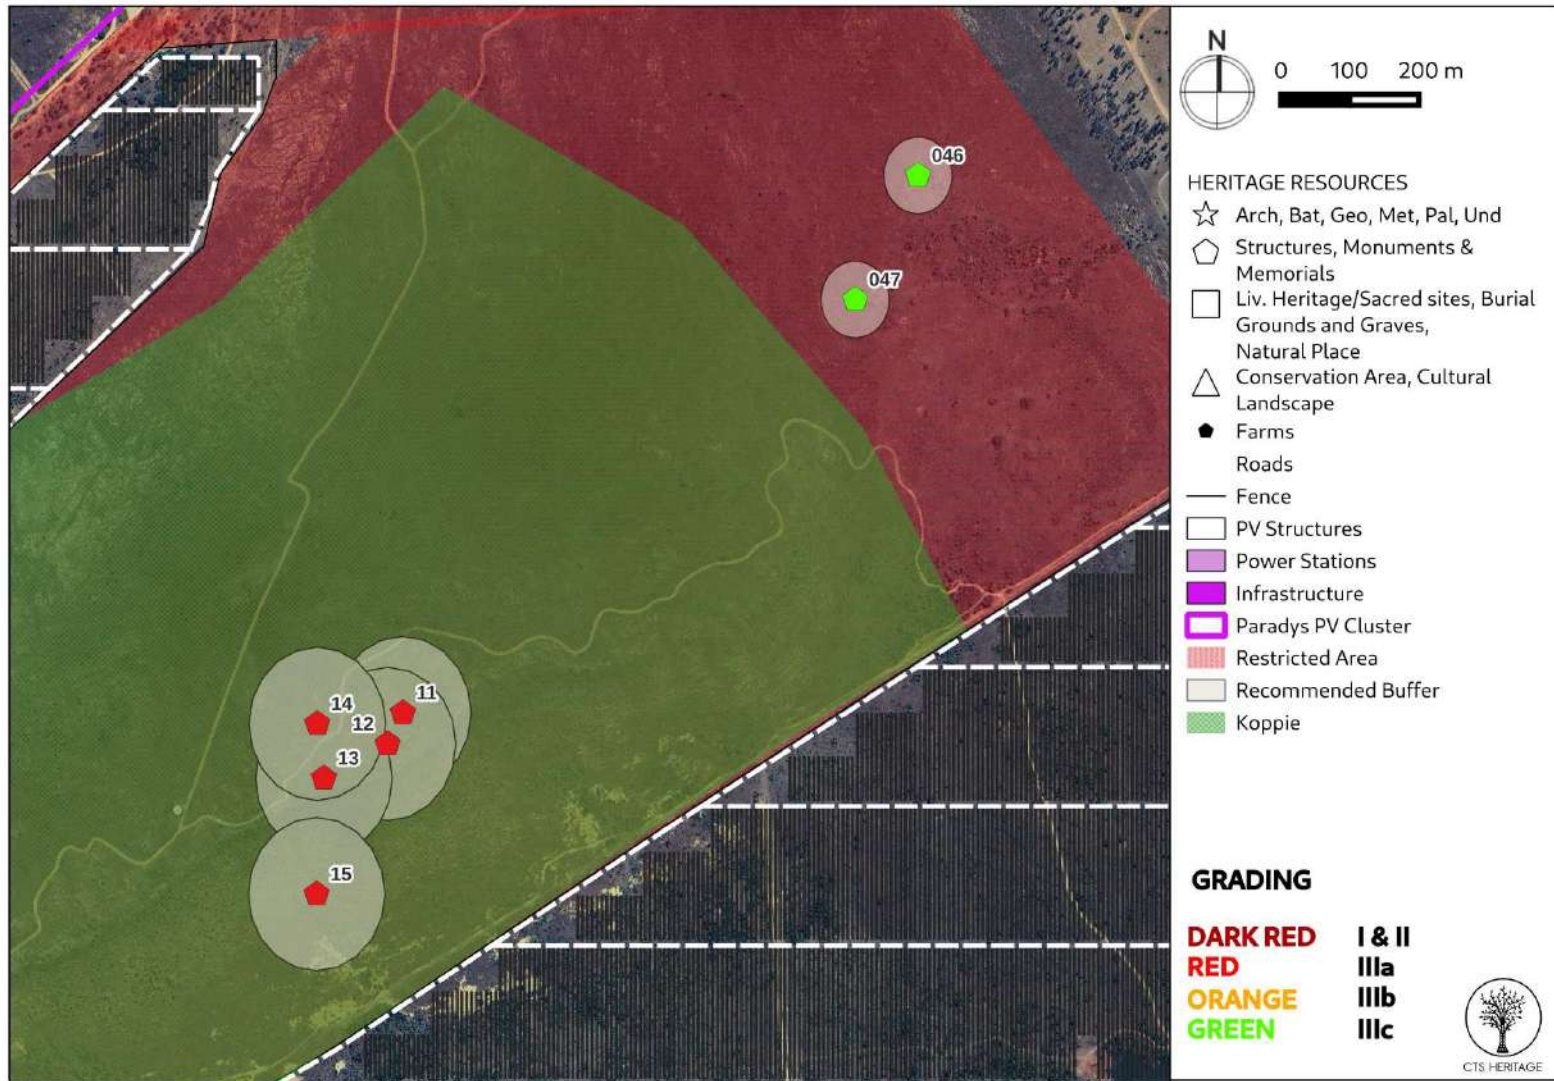 046
047
14
11
12
13
15
N
0 100 200 m
HERITAGE RESOURCES
Arch, Bat, Geo, Met, Pal, Und
Structures, Monuments &
Memorials
Liv. Heritage/Sacred sites, Burial
Grounds and Graves,
Natural Place
Conservation Area, Cultural
Landscape
Farms
Roads
Fence
PV Structures
Power Stations
Infrastructure
Paradys PV Cluster
Restricted Area
Recommended Buffer
Koppie
GRADING
DARK RED I & II
RED IIIa
ORANGE IIIb
GREEN IIIc
CTS HERITAGE